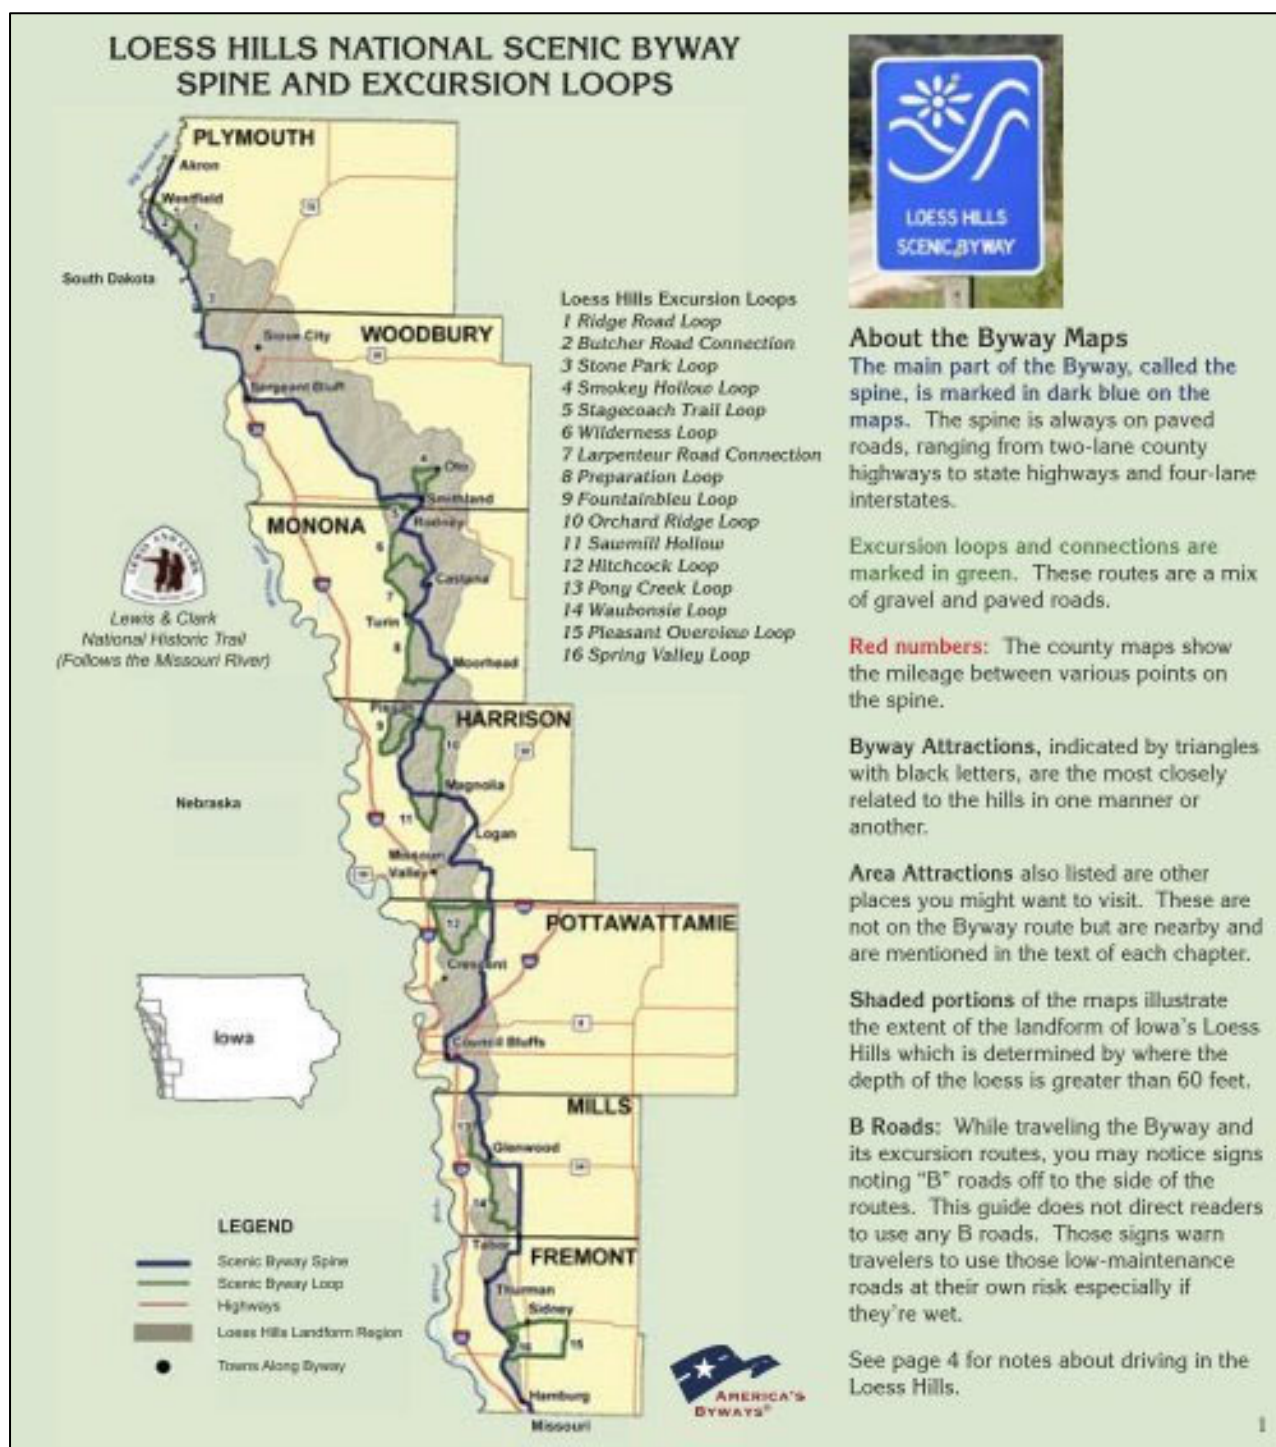 LOESS HILLS NATIONAL SCENIC BYWAY
SPINE AND EXCURSION LOOPS
PLYMOUTH
Akron
Westfield
1
South Dakota
3
WOODBURY
Sioux City
Sergeant Bluff
4
Oto
Smithland
5
Rodney
MONONA
6
Castana
7
Turin
8
Moorhead
Pisgah
9
HARRISON
10
Magnolia
11
Logan
Missouri
Valley
Nebraska
POTTAWATTAMIE
12
Crescent
Council Bluffs
MILLS
13
Glenwood
14
Tabor
FREMONT
Thurman
Sidney
15
16
Hamburg
Missouri
Loess Hills Excursion Loops
1 Ridge Road Loop
2 Butcher Road Connection
3 Stone Park Loop
4 Smokey Hollow Loop
5 Stagecoach Trail Loop
6 Wilderness Loop
7 Larpenteur Road Connection
8 Preparation Loop
9 Fountainbleu Loop
10 Orchard Ridge Loop
11 Sawmill Hollow
12 Hitchcock Loop
13 Pony Creek Loop
14 Waubonsie Loop
15 Pleasant Overview Loop
16 Spring Valley Loop
LEWIS AND CLARK
Lewis & Clark
National Historic Trail
(Follows the Missouri River)
Iowa
LEGEND
Scenic Byway Spine
Scenic Byway Loop
Highways
Loess Hills Landform Region
Towns Along Byway
AMERICA'S
BYWAYS®
LOESS HILLS
SCENIC BYWAY
About the Byway Maps
The main part of the Byway, called the
spine, is marked in dark blue on the
maps. The spine is always on paved
roads, ranging from two-lane county
highways to state highways and four-lane
interstates.
Excursion loops and connections are
marked in green. These routes are a mix
of gravel and paved roads.
Red numbers: The county maps show
the mileage between various points on
the spine.
Byway Attractions, indicated by triangles
with black letters, are the most closely
related to the hills in one manner or
another.
Area Attractions also listed are other
places you might want to visit. These are
not on the Byway route but are nearby and
are mentioned in the text of each chapter.
Shaded portions of the maps illustrate
the extent of the landform of Iowa's Loess
Hills which is determined by where the
depth of the loess is greater than 60 feet.
B Roads: While traveling the Byway and
its excursion routes, you may notice signs
noting "B" roads off to the side of the
routes. This guide does not direct readers
to use any B roads. Those signs warn
travelers to use those low-maintenance
roads at their own risk especially if
they're wet.
See page 4 for notes about driving in the
Loess Hills.
1